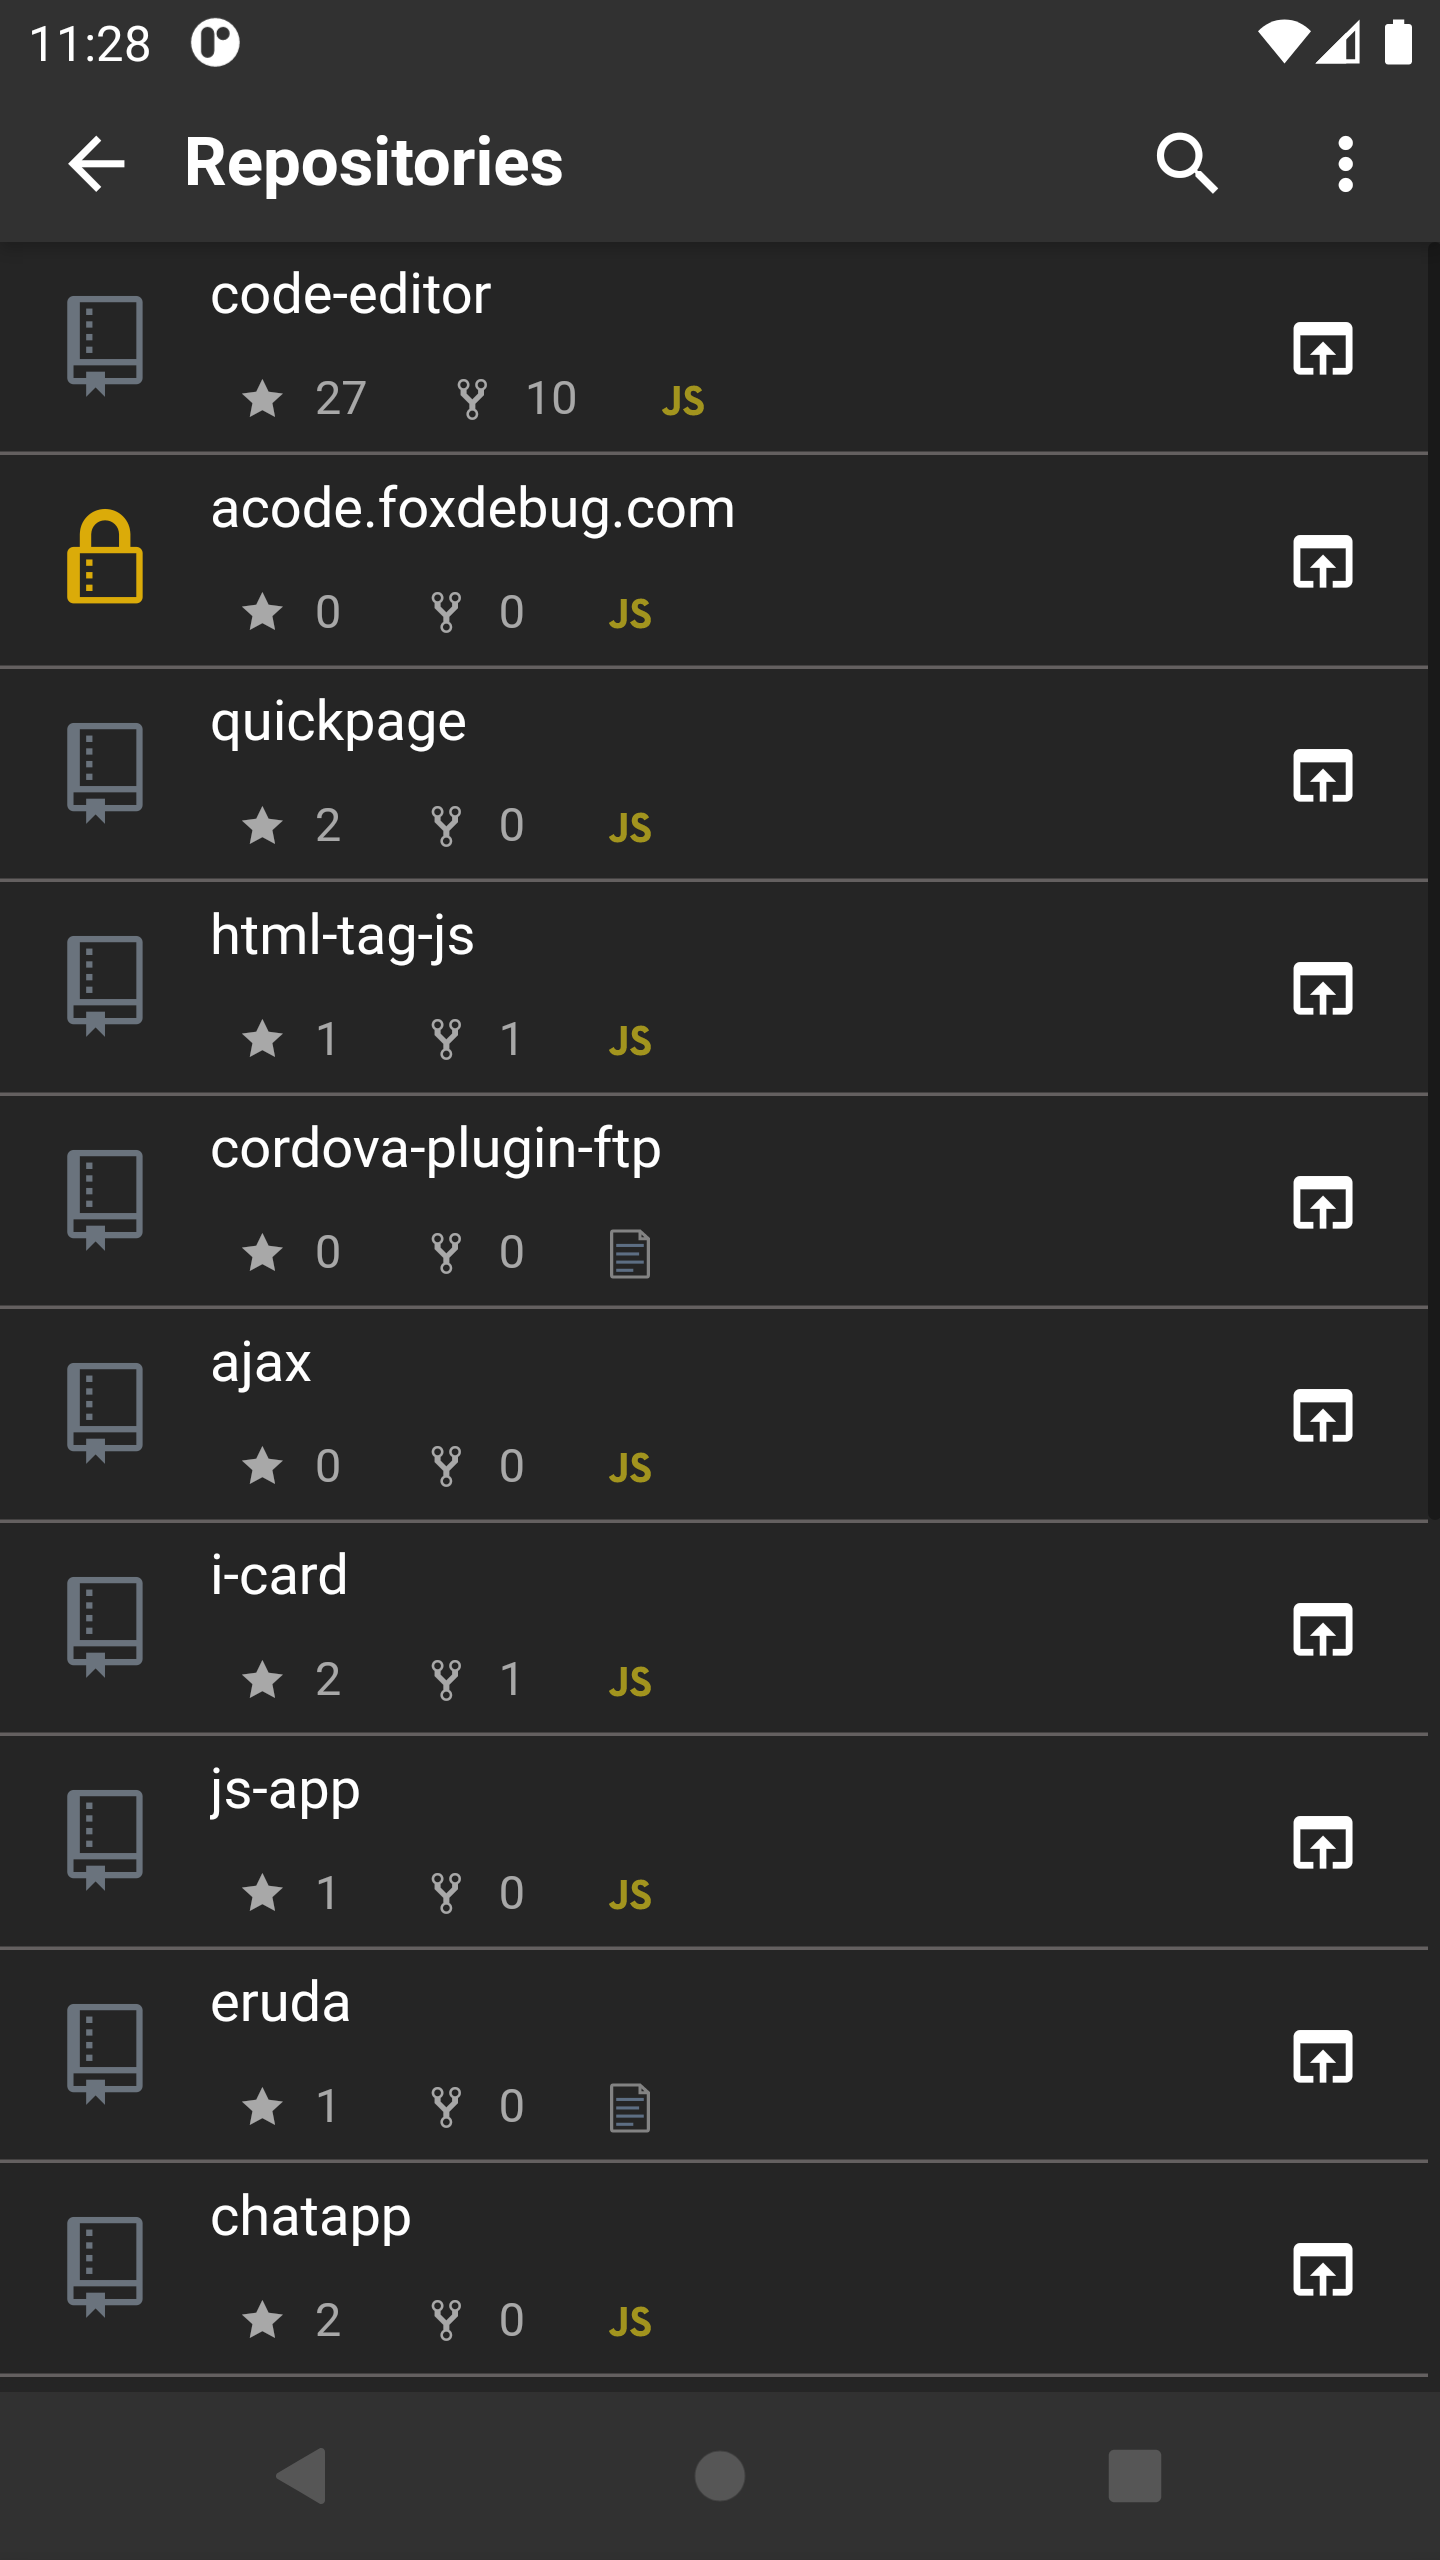 11:28
Repositories
code-editor
27 10 JS
acode.foxdebug.com
0 0 JS
quickpage
2 0 JS
html-tag-js
1 1 JS
cordova-plugin-ftp
0 0
ajax
0 0 JS
i-card
2 1 JS
js-app
1 0 JS
eruda
1 0
chatapp
2 0 JS